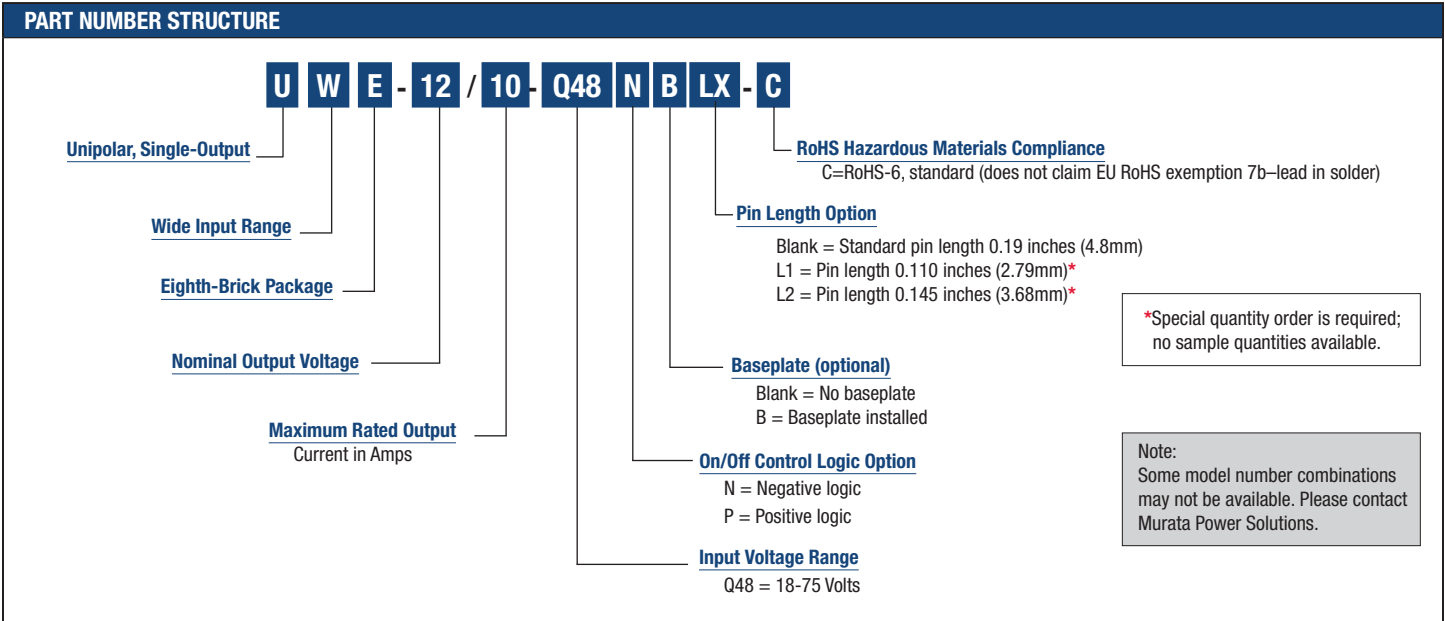 PART NUMBER STRUCTURE
U W E - 12 / 10 - Q48 N B LX - C
Unipolar, Single-Output
RoHS Hazardous Materials Compliance
C=RoHS-6, standard (does not claim EU RoHS exemption 7b–lead in solder)
Wide Input Range
Pin Length Option
Blank = Standard pin length 0.19 inches (4.8mm)
L1 = Pin length 0.110 inches (2.79mm)*
L2 = Pin length 0.145 inches (3.68mm)*
Eighth-Brick Package
*Special quantity order is required;
no sample quantities available.
Nominal Output Voltage
Baseplate (optional)
Blank = No baseplate
B = Baseplate installed
Maximum Rated Output
Current in Amps
On/Off Control Logic Option
N = Negative logic
P = Positive logic
Note:
Some model number combinations
may not be available. Please contact
Murata Power Solutions.
Input Voltage Range
Q48 = 18-75 Volts